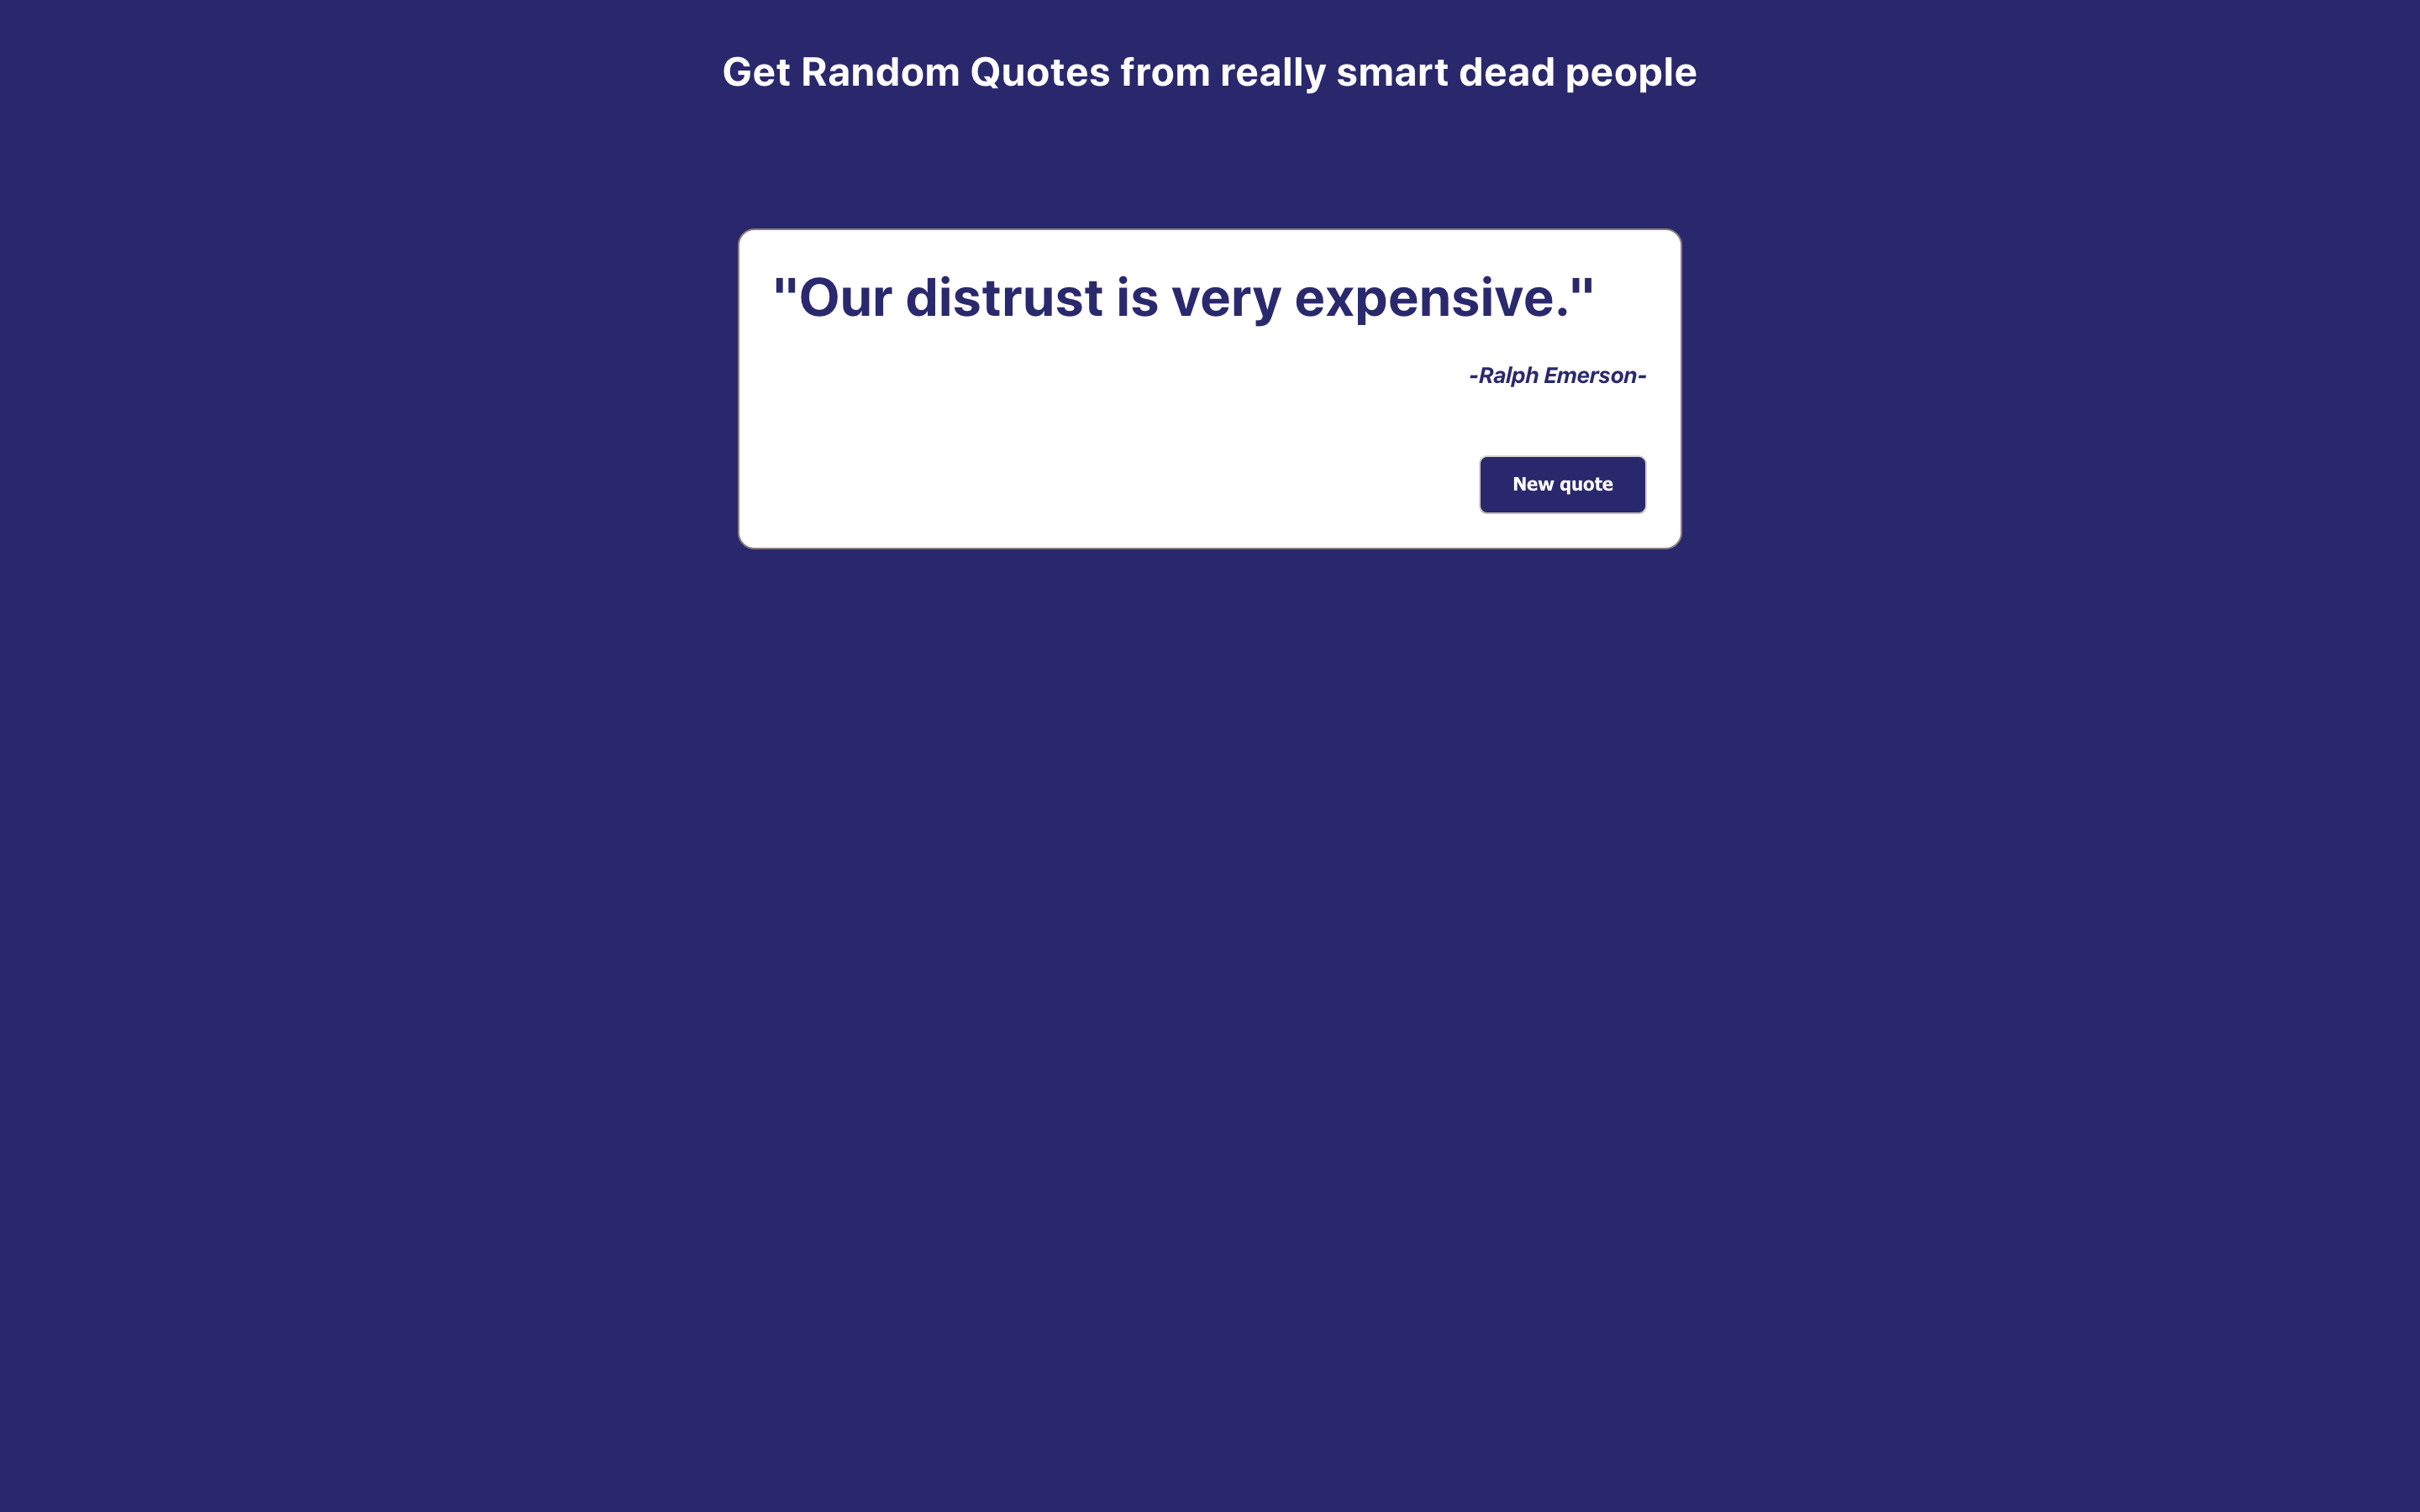 Get Random Quotes from really smart dead people
"Our distrust is very expensive."
-Ralph Emerson-
New quote